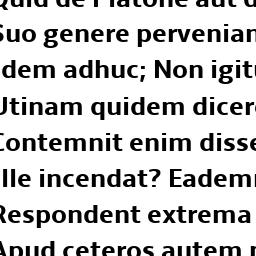 Quid de Platone aut d
Suo genere pervenian
Idem adhuc; Non igitu
Utinam quidem dicere
Contemnit enim disse
Ille incendat? Eadem
Respondent extrema
Apud ceteros autem